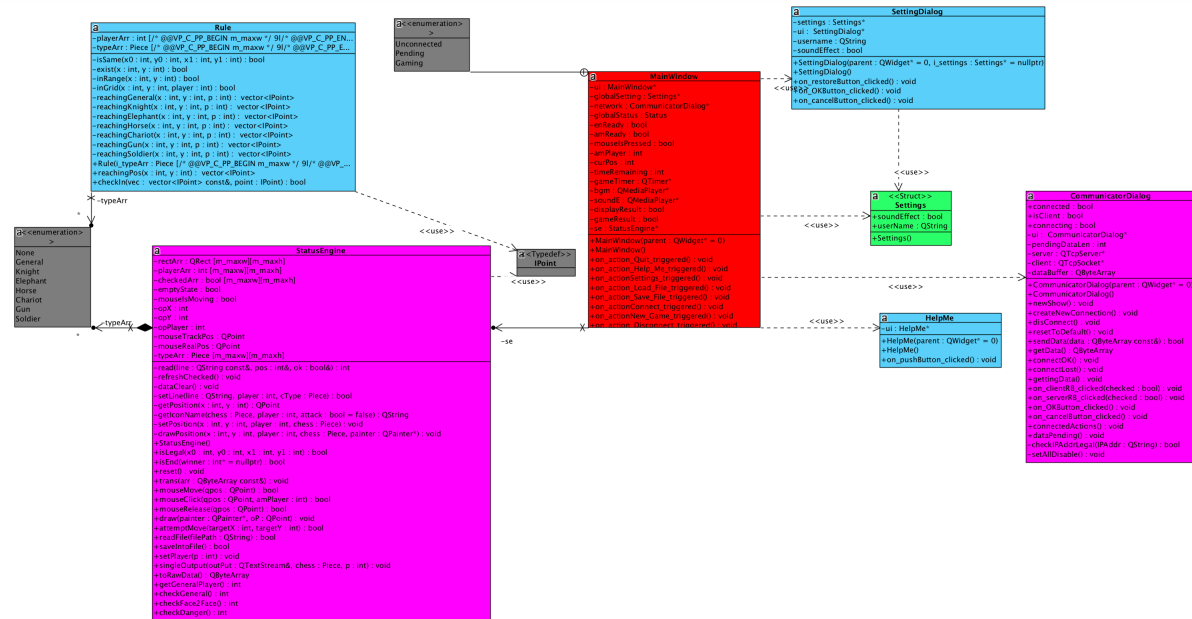 a
Rule
-playerArr : int [/* @@VP_C_PP_BEGIN m_maxw */ 9l/* @@VP_C_PP_EN...
-typeArr : Piece [/* @@VP_C_PP_BEGIN m_maxw */ 9l/* @@VP_C_PP_E...
-isSame(x0 : int, y0 : int, x1 : int, y1 : int) : bool
-exist(x : int, y : int) : bool
-inRange(x : int, y : int) : bool
-inGrid(x : int, y : int, player : int) : bool
-reachingGeneral(x : int, y : int, p : int) : vector<IPoint>
-reachingKnight(x : int, y : int, p : int) : vector<IPoint>
-reachingElephant(x : int, y : int, p : int) : vector<IPoint>
-reachingHorse(x : int, y : int, p : int) : vector<IPoint>
-reachingChariot(x : int, y : int, p : int) : vector<IPoint>
-reachingGun(x : int, y : int, p : int) : vector<IPoint>
-reachingSoldier(x : int, y : int, p : int) : vector<IPoint>
+Rule(i_typeArr : Piece [/* @@VP_C_PP_BEGIN m_maxw */ 9l/* @@VP_...
+reachingPos(x : int, y : int) : vector<IPoint>
+checkIn(vec : vector<IPoint> const&, point : IPoint) : bool
a<<enumeration>
>
Unconnected
Pending
Gaming
a
MainWindow
-ui : MainWindow*
-globalSetting : Settings*
-network : CommunicatorDialog*
-globalStatus : Status
-enReady : bool
-amReady : bool
-mouseIsPressed : bool
-amPlayer : int
-curPos : int
-timeRemaining : int
-gameTimer : QTimer*
-bgm : QMediaPlayer*
-soundE : QMediaPlayer*
-displayResult : bool
-gameResult : bool
-se : StatusEngine*
+MainWindow(parent : QWidget* = 0)
+MainWindow()
+on_action_Quit_triggered() : void
+on_action_Help_Me_triggered() : void
+on_actionSettings_triggered() : void
+on_action_Load_File_triggered() : void
+on_action_Save_File_triggered() : void
+on_actionConnect_triggered() : void
+on_actionNew_Game_triggered() : void
+on_action_Disconnect_triggered() : void
a
SettingDialog
-settings : Settings*
-ui : SettingDialog*
-username : QString
-soundEffect : bool
+SettingDialog(parent : QWidget* = 0, i_settings : Settings* = nullptr)
+SettingDialog()
+on_restoreButton_clicked() : void
+on_OKButton_clicked() : void
+on_cancelButton_clicked() : void
<<use>>
<<use>>
a
<<Struct>>
Settings
+soundEffect : bool
+userName : QString
+Settings()
<<use>>
a
CommunicatorDialog
+connected : bool
+isClient : bool
+connecting : bool
-ui : CommunicatorDialog*
-pendingDataLen : int
-server : QTcpServer*
-client : QTcpSocket*
-dataBuffer : QByteArray
+CommunicatorDialog(parent : QWidget* = 0)
+CommunicatorDialog()
+newShow() : void
+createNewConnection() : void
+disConnect() : void
+resetToDefault() : void
+sendData(data : QByteArray const&) : bool
+getData() : QByteArray
+connectOK() : void
+connectLost() : void
+gettingData() : void
+on_clientRB_clicked(checked : bool) : void
+on_serverRB_clicked(checked : bool) : void
+on_OKButton_clicked() : void
+on_cancelButton_clicked() : void
+connectedActions() : void
+dataPending() : void
-checkIPAddrLegal(IPAddr : QString) : bool
-setAllDisable() : void
<<use>>
<<use>>
a
HelpMe
-ui : HelpMe*
+HelpMe(parent : QWidget* = 0)
+HelpMe()
+on_pushButton_clicked() : void
-typeArr
*
a<<enumeration>
>
None
General
Knight
Elephant
Horse
Chariot
Gun
Soldier
-typeArr
*
<<use>>
a <<Typedef>>
IPoint
<<use>>
-se
a
StatusEngine
-rectArr : QRect [m_maxw][m_maxh]
-playerArr : int [m_maxw][m_maxh]
-checkedArr : bool [m_maxw][m_maxh]
-emptyState : bool
-mouseIsMoving : bool
-opX : int
-opY : int
-opPlayer : int
-mouseTrackPos : QPoint
-mouseRealPos : QPoint
-typeArr : Piece [m_maxw][m_maxh]
-read(line : QString const&, pos : int&, ok : bool&) : int
-refreshChecked() : void
-dataClear() : void
-setLine(line : QString, player : int, cType : Piece) : bool
-getPosition(x : int, y : int) : QPoint
-getIconName(chess : Piece, player : int, attack : bool = false) : QString
-setPosition(x : int, y : int, player : int, chess : Piece) : void
-drawPosition(x : int, y : int, player : int, chess : Piece, painter : QPainter*) : void
+StatusEngine()
+isLegal(x0 : int, y0 : int, x1 : int, y1 : int) : bool
+isEnd(winner : int* = nullptr) : bool
+reset() : void
+trans(arr : QByteArray const&) : void
+mouseMove(qpos : QPoint) : bool
+mouseClick(qpos : QPoint, amPlayer : int) : bool
+mouseRelease(qpos : QPoint) : bool
+draw(painter : QPainter*, oP : QPoint) : void
+attemptMove(targetX : int, targetY : int) : bool
+readFile(filePath : QString) : bool
+saveIntoFile() : bool
+setPlayer(p : int) : void
+singleOutput(outPut : QTextStream&, chess : Piece, p : int) : void
+toRawData() : QByteArray
+getGeneralPlayer() : int
+checkGeneral() : int
+checkFace2Face() : int
+checkDanger() : int